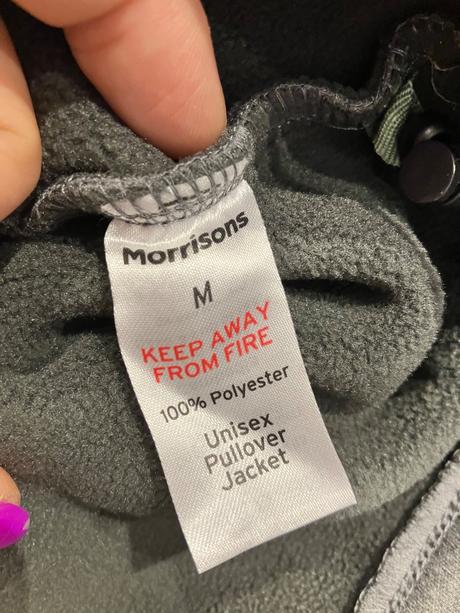 Morrisons
M
KEEP AWAY
FROM FIRE
100% Polyester
Unisex
Pullover
Jacket